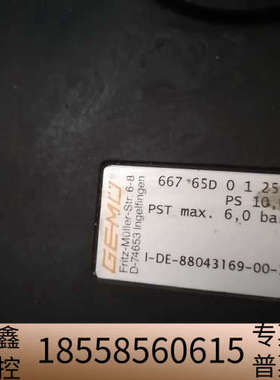 GEMÜ
Fritz-Müller-Str. 6-8
D-74653 Ingelfingen
667 65D 0 1 25
PS 10.
PST max. 6,0 ba
I-DE-88043169-00-
鑫
控
18558560615
专
普